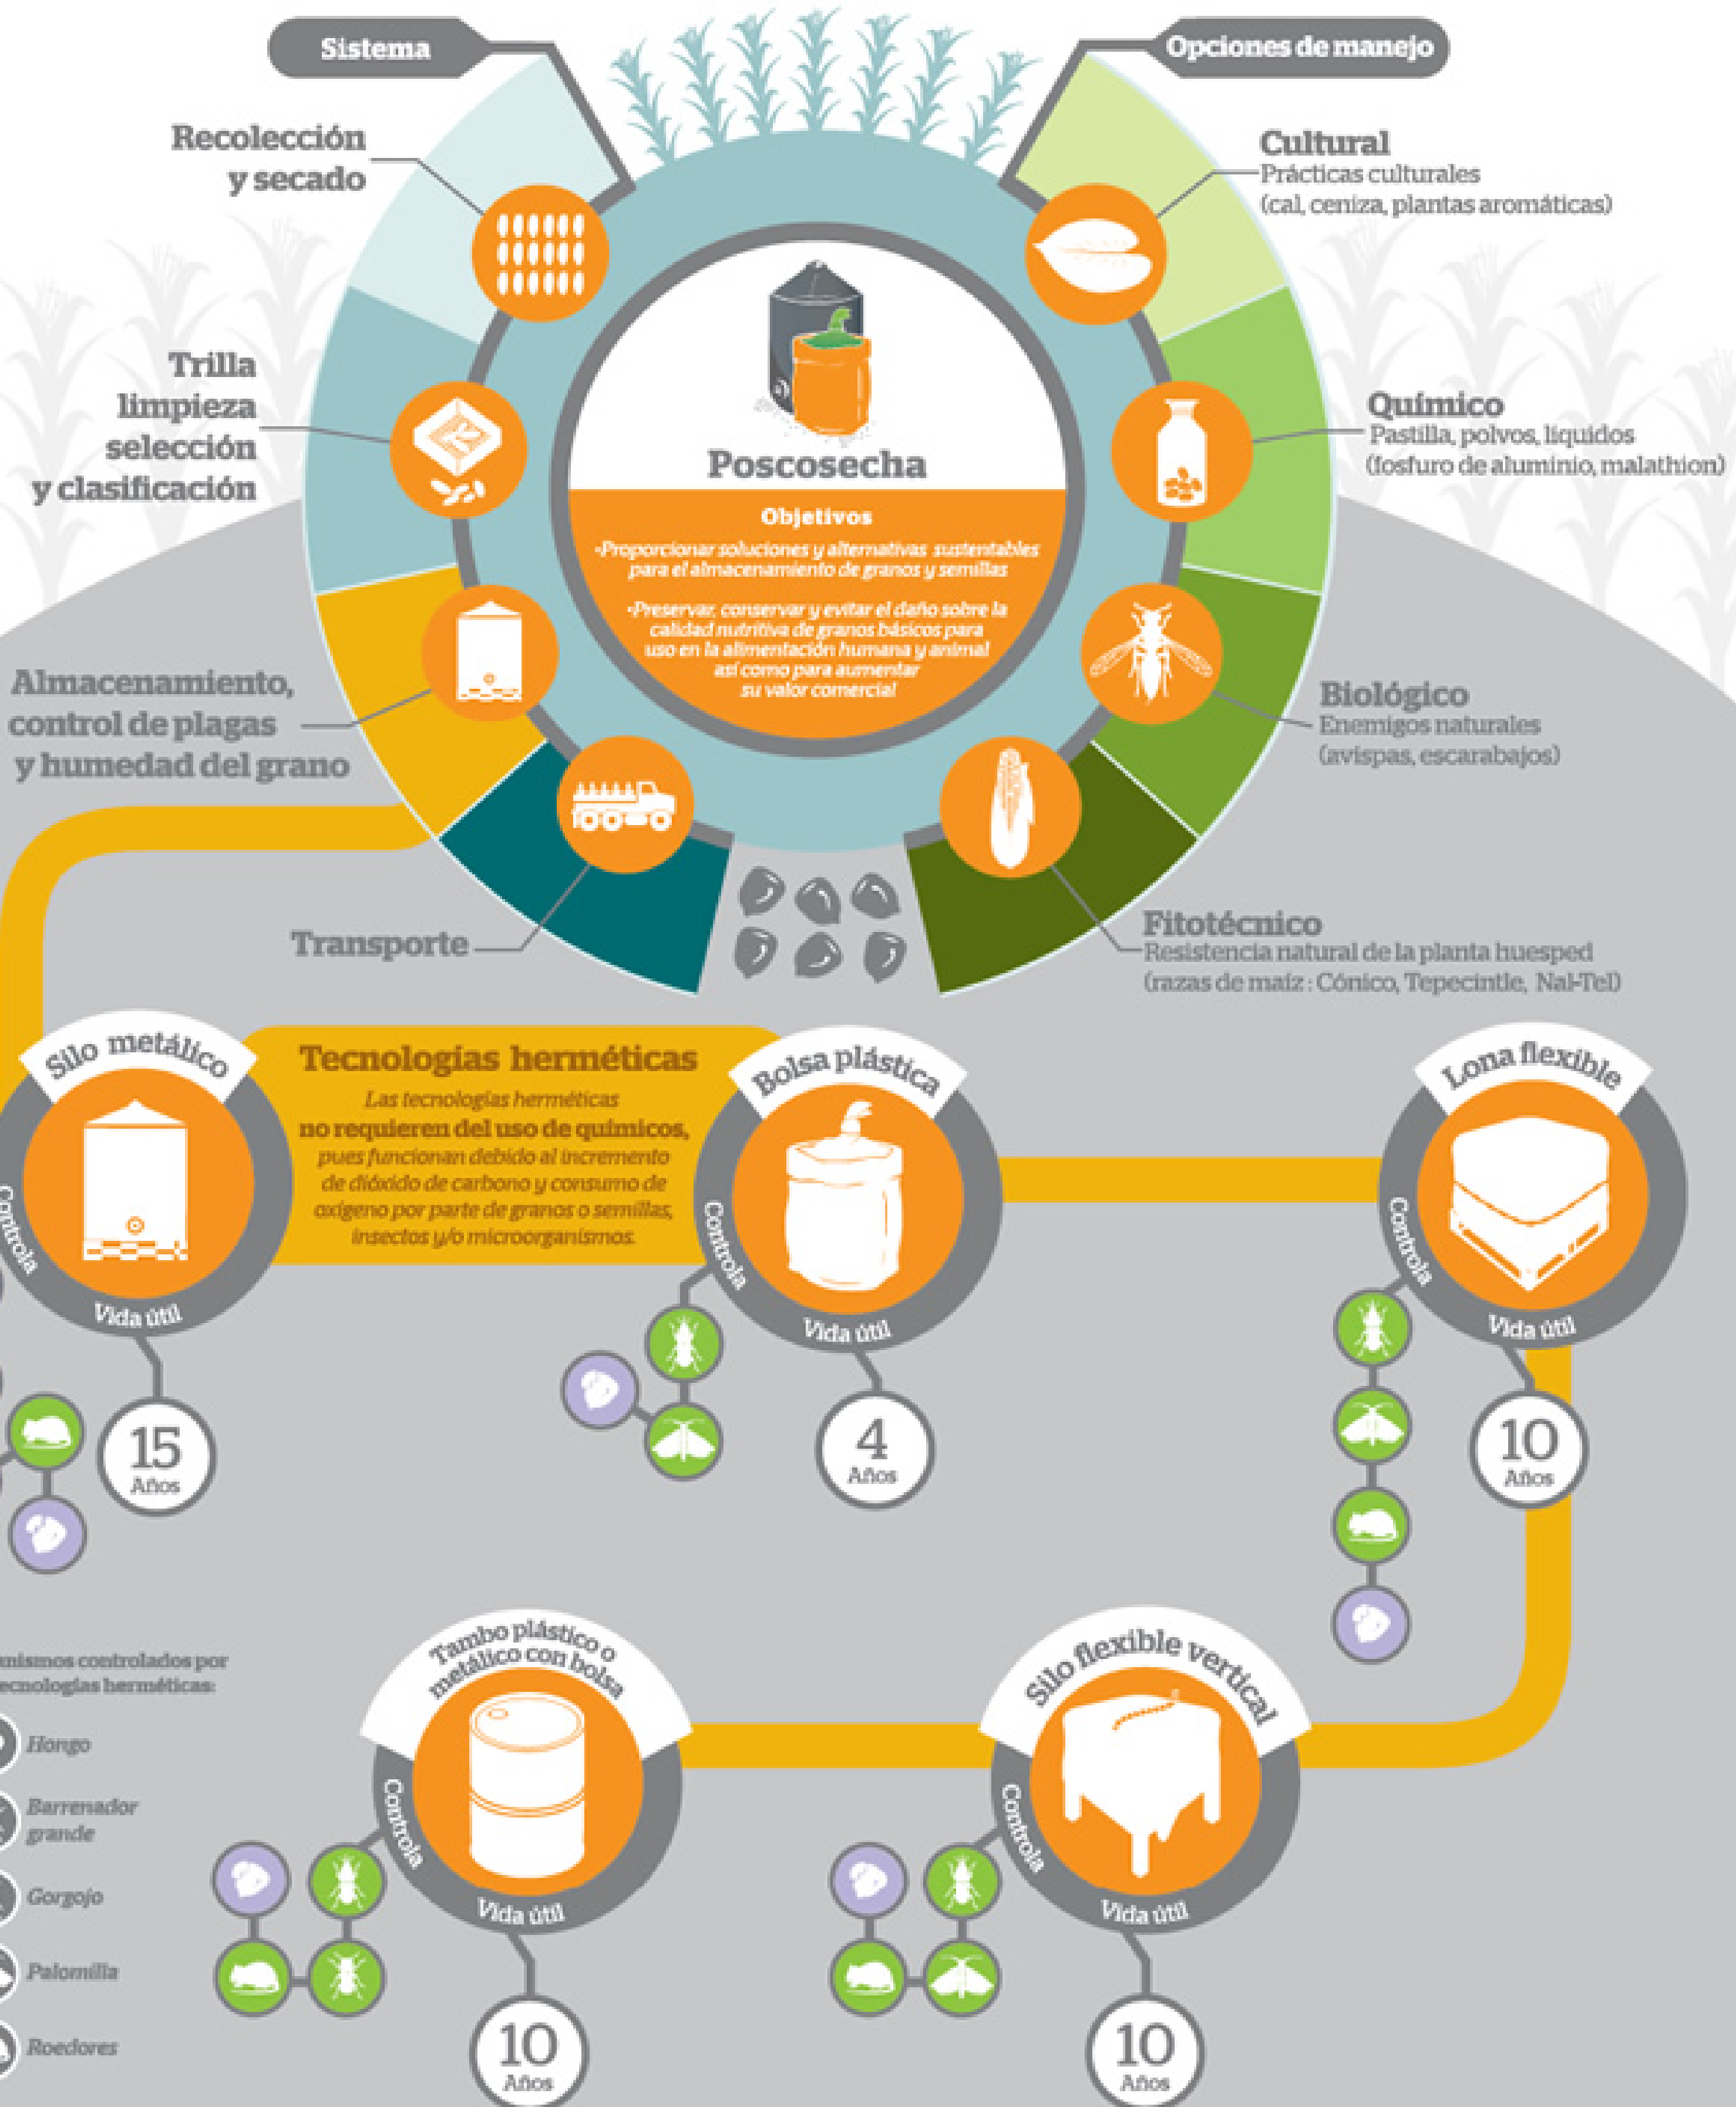 Sistema
Opciones de manejo
Recolección
y secado
Trilla
limpieza
selección
y clasificación
Almacenamiento,
control de plagas
y humedad del grano
Transporte
Poscosecha
Objetivos
•Proporcionar soluciones y alternativas sustentables
para el almacenamiento de granos y semillas
•Preservar, conservar y evitar el daño sobre la
calidad nutritiva de granos básicos para
uso en la alimentación humana y animal
así como para aumentar
su valor comercial
Cultural
Prácticas culturales
(cal, ceniza, plantas aromáticas)
Químico
Pastilla, polvos, líquidos
(fosfuro de aluminio, malathion)
Biológico
Enemigos naturales
(avispas, escarabajos)
Fitotécnico
Resistencia natural de la planta huesped
(razas de maíz : Cónico, Tepecintle, Nal-Tel)
Silo metálico
Controla
Vida útil
15
Años
Tecnologías herméticas
Las tecnologías herméticas
no requieren del uso de químicos,
pues funcionan debido al incremento
de dióxido de carbono y consumo de
oxígeno por parte de granos o semillas,
insectos y/o microorganismos.
Bolsa plástica
Controla
Vida útil
4
Años
Lona flexible
Controla
Vida útil
10
Años
Tambo plástico o
metálico con bolsa
Controla
Vida útil
10
Años
Silo flexible vertical
Controla
Vida útil
10
Años
nismos controlados por
ecnologías herméticas:
Hongo
Barrenador
grande
Gorgojo
Palomilla
Roedores